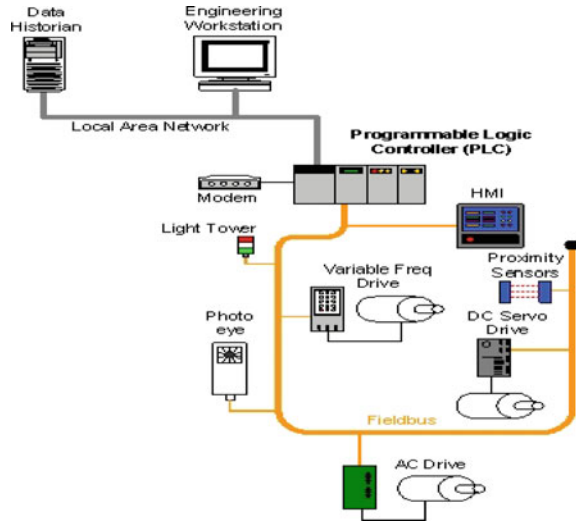 Data
Historian
Engineering
Workstation
Local Area Network
Programmable Logic
Controller (PLC)
Modem
HMI
Light Tower
Proximity
Sensors
Variable Freq
Drive
Photo
eye
DC Servo
Drive
Fieldbus
AC Drive